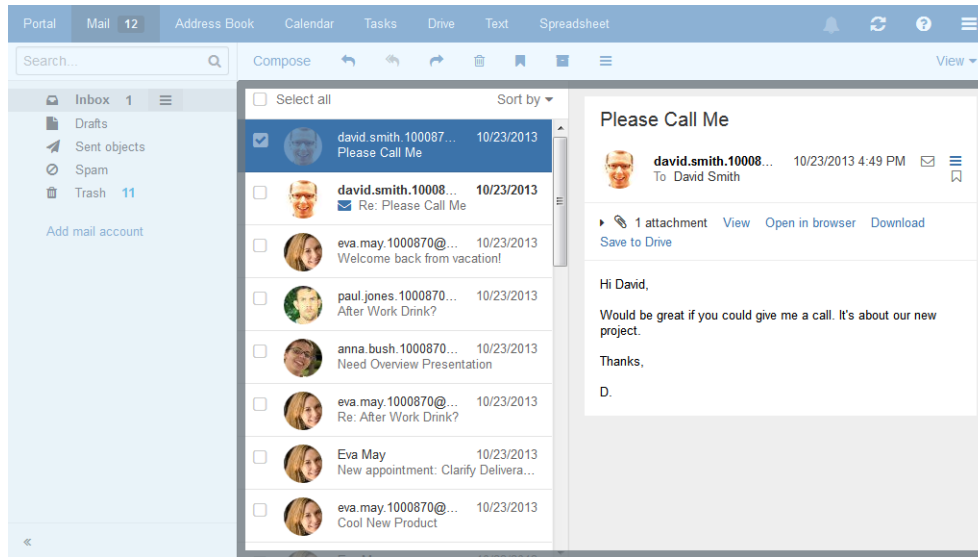 Portal Mail 12 Address Book Calendar Tasks Drive Text Spreadsheet
Search...
Compose
View
Inbox 1
Drafts
Sent objects
Spam
Trash 11
Add mail account
Select all Sort by
david.smith.100087... 10/23/2013
Please Call Me
david.smith.10008... 10/23/2013
Re: Please Call Me
eva.may.1000870@... 10/23/2013
Welcome back from vacation!
paul.jones.1000870... 10/23/2013
After Work Drink?
anna.bush.1000870... 10/23/2013
Need Overview Presentation
eva.may.1000870@... 10/23/2013
Re: After Work Drink?
Eva May 10/23/2013
New appointment: Clarify Delivera...
eva.may.1000870@... 10/23/2013
Cool New Product
Please Call Me
david.smith.10008... 10/23/2013 4:49 PM
To David Smith
1 attachment View Open in browser Download
Save to Drive
Hi David,
Would be great if you could give me a call. It's about our new
project.
Thanks,
D.